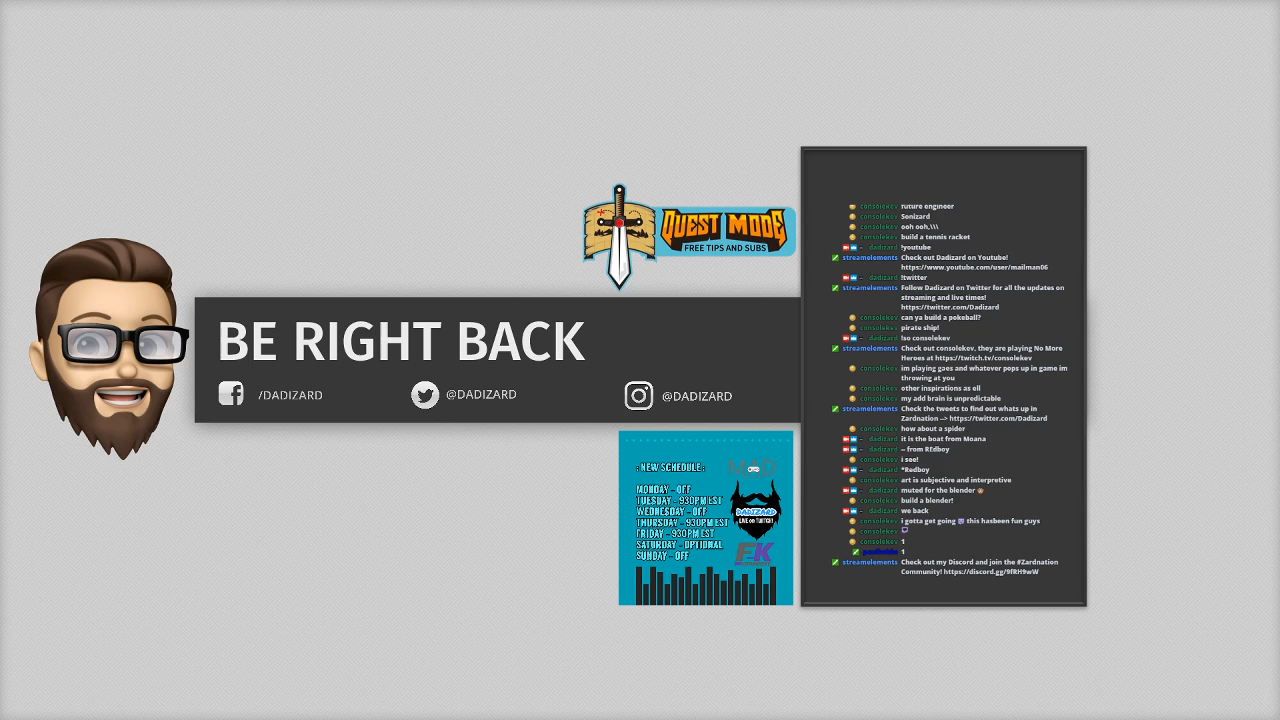 QUEST MODE
FREE TIPS AND SUBS
BE RIGHT BACK
/DADIZARD
@DADIZARD
@DADIZARD
: NEW SCHEDULE :
MONDAY - OFF
TUESDAY - 930PM EST
WEDNESDAY - OFF
THURSDAY - 930PM EST
FRIDAY - 930PM EST
SATURDAY - OPTIONAL
SUNDAY - OFF
DADIZARD
LIVE on TWITCH
consolekev future engineer
consolekev Sonizard
consolekev ooh ooh,\\\
consolekev build a tennis racket
dadizard !youtube
streamelements Check out Dadizard on Youtube!
https://www.youtube.com/user/mailman06
dadizard !twitter
streamelements Follow Dadizard on Twitter for all the updates on
streaming and live times!
https://twitter.com/Dadizard
consolekev can ya build a pokeball?
consolekev pirate ship!
dadizard !so consolekev
streamelements Check out consolekev, they are playing No More
Heroes at https://twitch.tv/consolekev
consolekev im playing gaes and whatever pops up in game im
throwing at you
consolekev other inspirations as ell
consolekev my add brain is unpredictable
streamelements Check the tweets to find out whats up in
Zardnation --> https://twitter.com/Dadizard
consolekev how about a spider
dadizard it is the boat from Moana
dadizard -- from REdboy
consolekev i see!
dadizard *Redboy
consolekev art is subjective and interpretive
dadizard muted for the blender
consolekev build a blender!
dadizard we back
consolekev i gotta get going this hasbeen fun guys
consolekev
consolekev 1
1
streamelements Check out my Discord and join the #Zardnation
Community! https://discord.gg/9fRH9wW